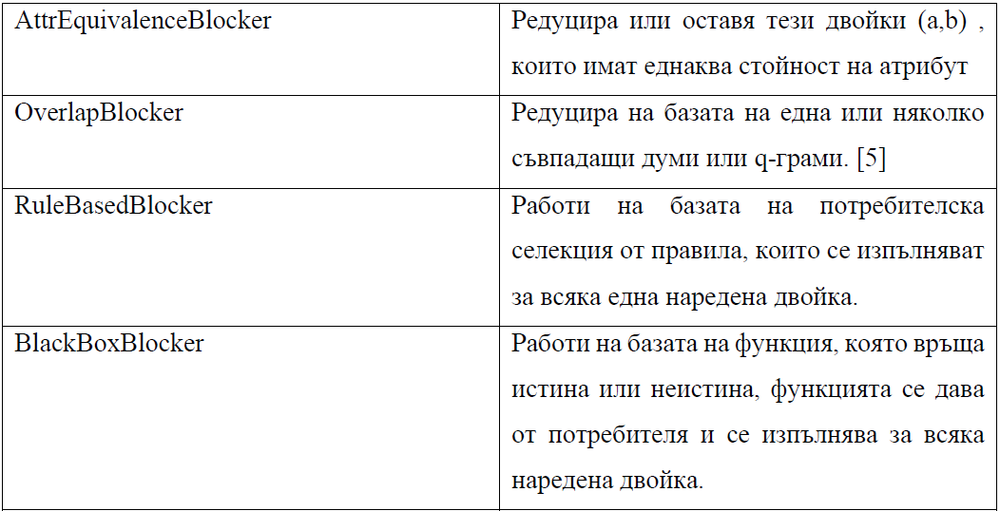 AttrEquivalenceBlocker
Редуцира или оставя тези двойки (a,b) ,
които имат еднаква стойност на атрибут
OverlapBlocker
Редуцира на базата на една или няколко
съвпадащи думи или q-грами. [5]
RuleBasedBlocker
Работи на базата на потребителска
селекция от правила, които се изпълняват
за всяка една наредена двойка.
BlackBoxBlocker
Работи на базата на функция, която връща
истина или неистина, функцията се дава
от потребителя и се изпълнява за всяка
наредена двойка.